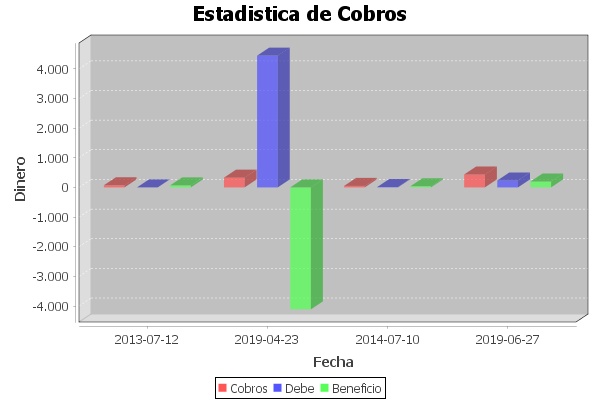 Estadistica de Cobros
4.000
3.000
2.000
1.000
0
-1.000
-2.000
-3.000
-4.000
Dinero
2013-07-12 2019-04-23 2014-07-10 2019-06-27
Fecha
Cobros Debe Beneficio